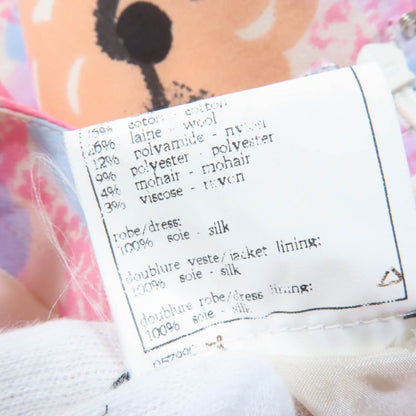 coton - cotton
laine - wool
12% polyamide - nylon
9% polyester - polyester
4% mohair - mohair
3% viscose - rayon
robe/dress:
100% soie - silk
doublure veste/jacket lining:
100% soie - silk
doublure robe/dress lining:
100% soie - silk